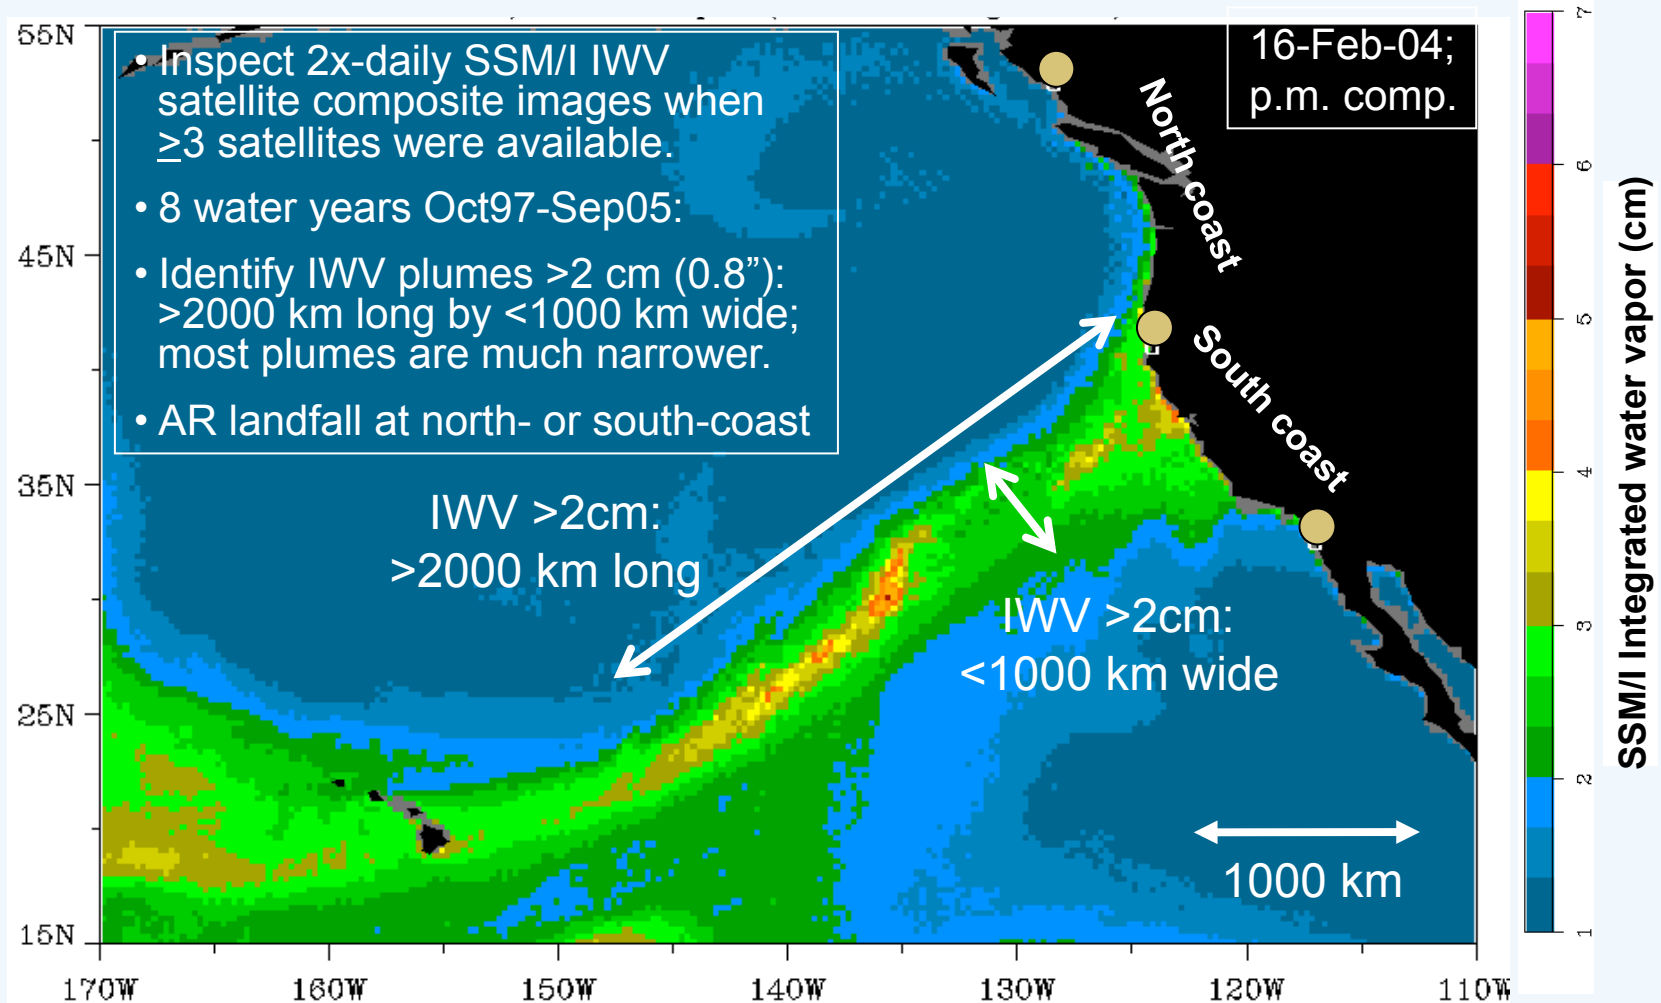 55N
• Inspect 2x-daily SSM/I IWV
satellite composite images when
≥3 satellites were available.
• 8 water years Oct97-Sep05:
• Identify IWV plumes >2 cm (0.8”):
>2000 km long by <1000 km wide;
most plumes are much narrower.
• AR landfall at north- or south-coast
16-Feb-04;
p.m. comp.
North coast
South coast
45N
35N
25N
15N
IWV >2cm:
>2000 km long
IWV >2cm:
<1000 km wide
1000 km
170W 160W 150W 140W 130W 120W 110W
7
6
5
4
3
2
1
SSM/I Integrated water vapor (cm)